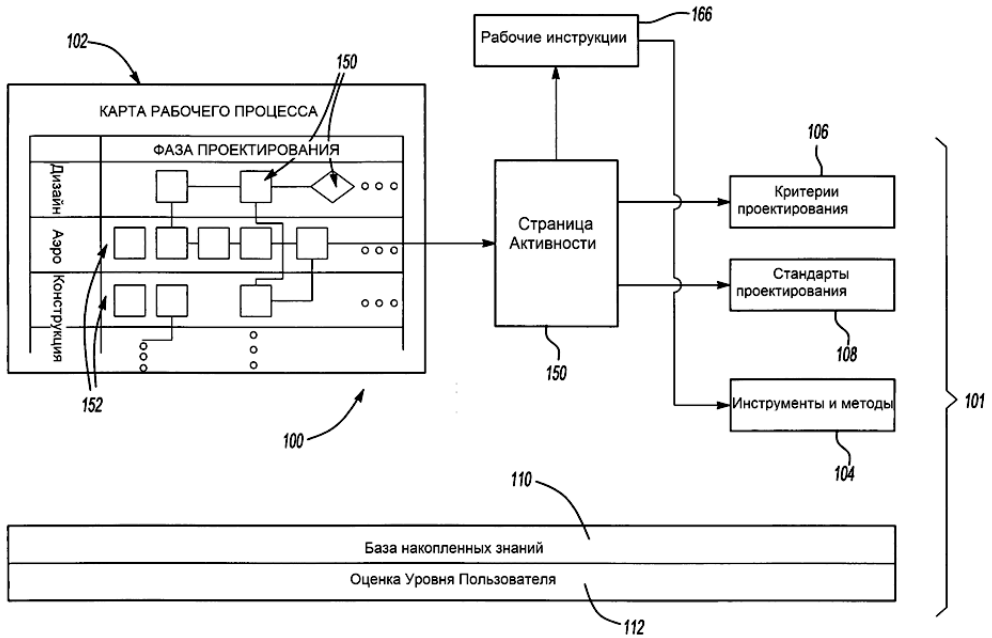 166
Рабочие инструкции
102
150
КАРТА РАБОЧЕГО ПРОЦЕССА
ФАЗА ПРОЕКТИРОВАНИЯ
Дизайн
Аэро
Конструкция
152
100
Страница
Активности
150
106
Критерии
проектирования
Стандарты
проектирования
108
Инструменты и методы
104
101
110
База накопленных знаний
Оценка Уровня Пользователя
112